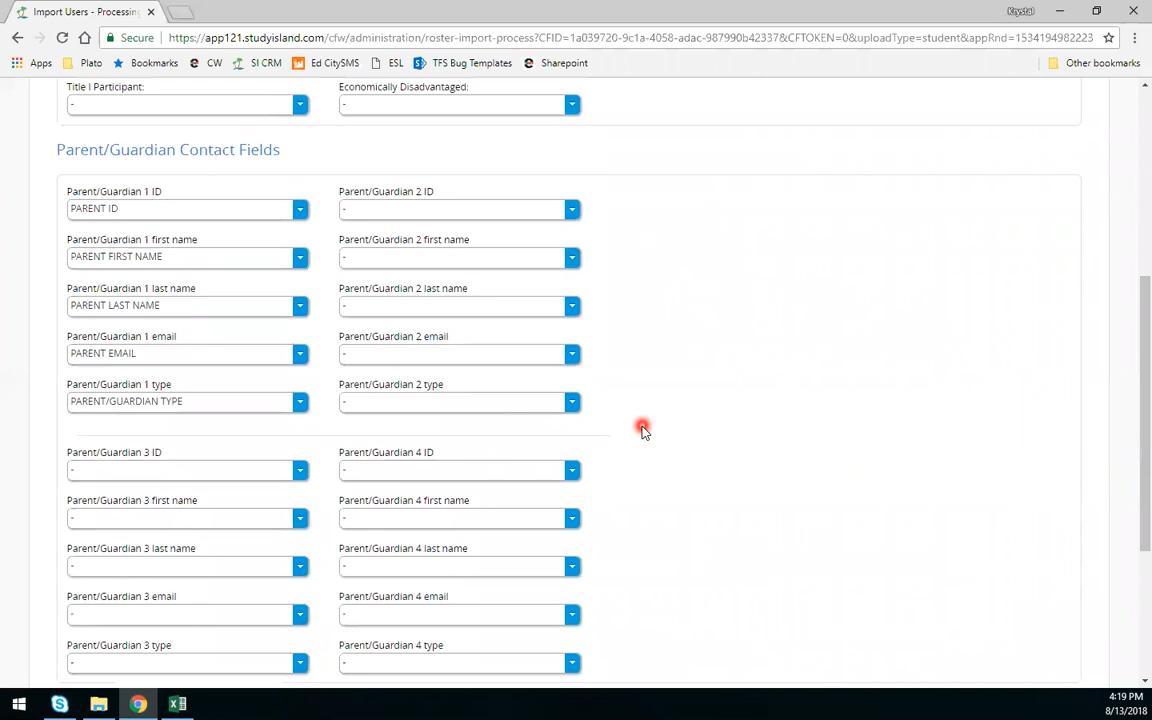 Import Users - Processing
Krystal
Secure
https://app121.studyisland.com/cfw/administration/roster-import-process?CFID=1a039720-9c1a-4058-adac-987990b42337&CFTOKEN=0&uploadType=student&appRnd=1534194982223
Apps Plato Bookmarks CW SI CRM Ed CitySMS ESL TFS Bug Templates Sharepoint Other bookmarks
Title I Participant: Economically Disadvantaged:
- -
Parent/Guardian Contact Fields
Parent/Guardian 1 ID Parent/Guardian 2 ID
PARENT ID -
Parent/Guardian 1 first name Parent/Guardian 2 first name
PARENT FIRST NAME -
Parent/Guardian 1 last name Parent/Guardian 2 last name
PARENT LAST NAME -
Parent/Guardian 1 email Parent/Guardian 2 email
PARENT EMAIL -
Parent/Guardian 1 type Parent/Guardian 2 type
PARENT/GUARDIAN TYPE -
Parent/Guardian 3 ID Parent/Guardian 4 ID
- -
Parent/Guardian 3 first name Parent/Guardian 4 first name
- -
Parent/Guardian 3 last name Parent/Guardian 4 last name
- -
Parent/Guardian 3 email Parent/Guardian 4 email
- -
Parent/Guardian 3 type Parent/Guardian 4 type
- -
4:19 PM
8/13/2018